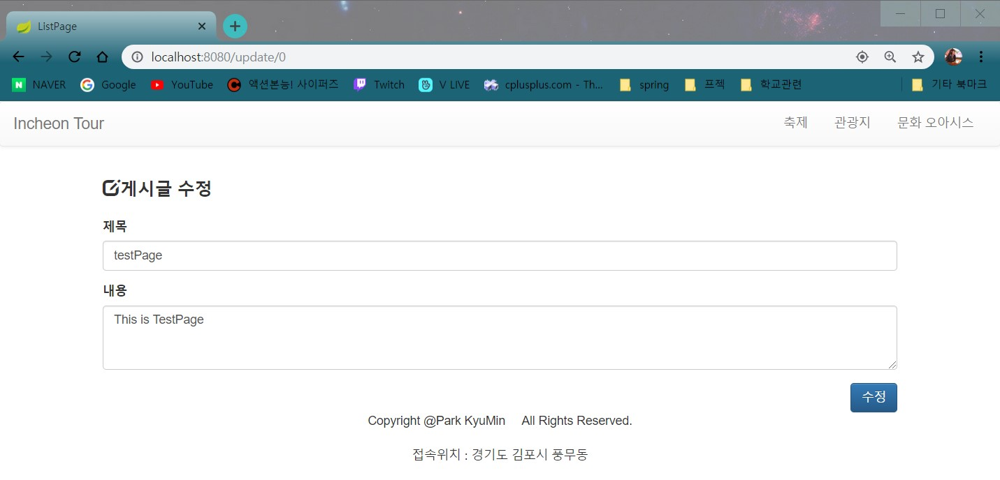 ListPage
localhost:8080/update/0
NAVER Google YouTube 액션본능! 사이퍼즈 Twitch V LIVE cplusplus.com - Th... spring 프젝 학교관련 기타 북마크
Incheon Tour 축제 관광지 문화 오아시스
게시글 수정
제목
testPage
내용
This is TestPage
수정
Copyright @Park KyuMin All Rights Reserved.
접속위치 : 경기도 김포시 풍무동